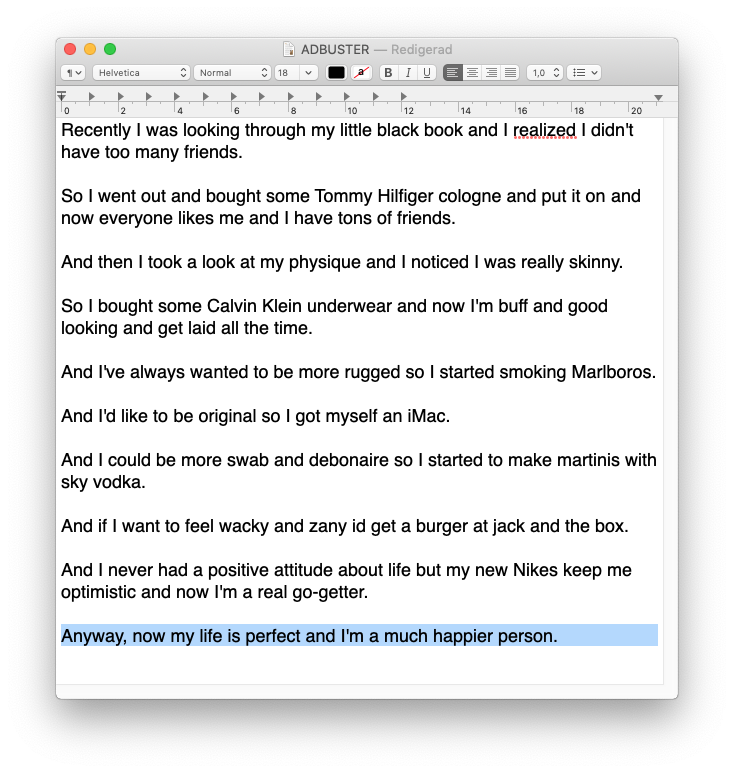 ADBUSTER — Redigerad
¶ Helvetica Normal 18 a B I U 1,0
0 2 4 6 8 10 12 14 16 18 20
Recently I was looking through my little black book and I realized I didn't
have too many friends.
So I went out and bought some Tommy Hilfiger cologne and put it on and
now everyone likes me and I have tons of friends.
And then I took a look at my physique and I noticed I was really skinny.
So I bought some Calvin Klein underwear and now I'm buff and good
looking and get laid all the time.
And I've always wanted to be more rugged so I started smoking Marlboros.
And I'd like to be original so I got myself an iMac.
And I could be more swab and debonaire so I started to make martinis with
sky vodka.
And if I want to feel wacky and zany id get a burger at jack and the box.
And I never had a positive attitude about life but my new Nikes keep me
optimistic and now I'm a real go-getter.
Anyway, now my life is perfect and I'm a much happier person.